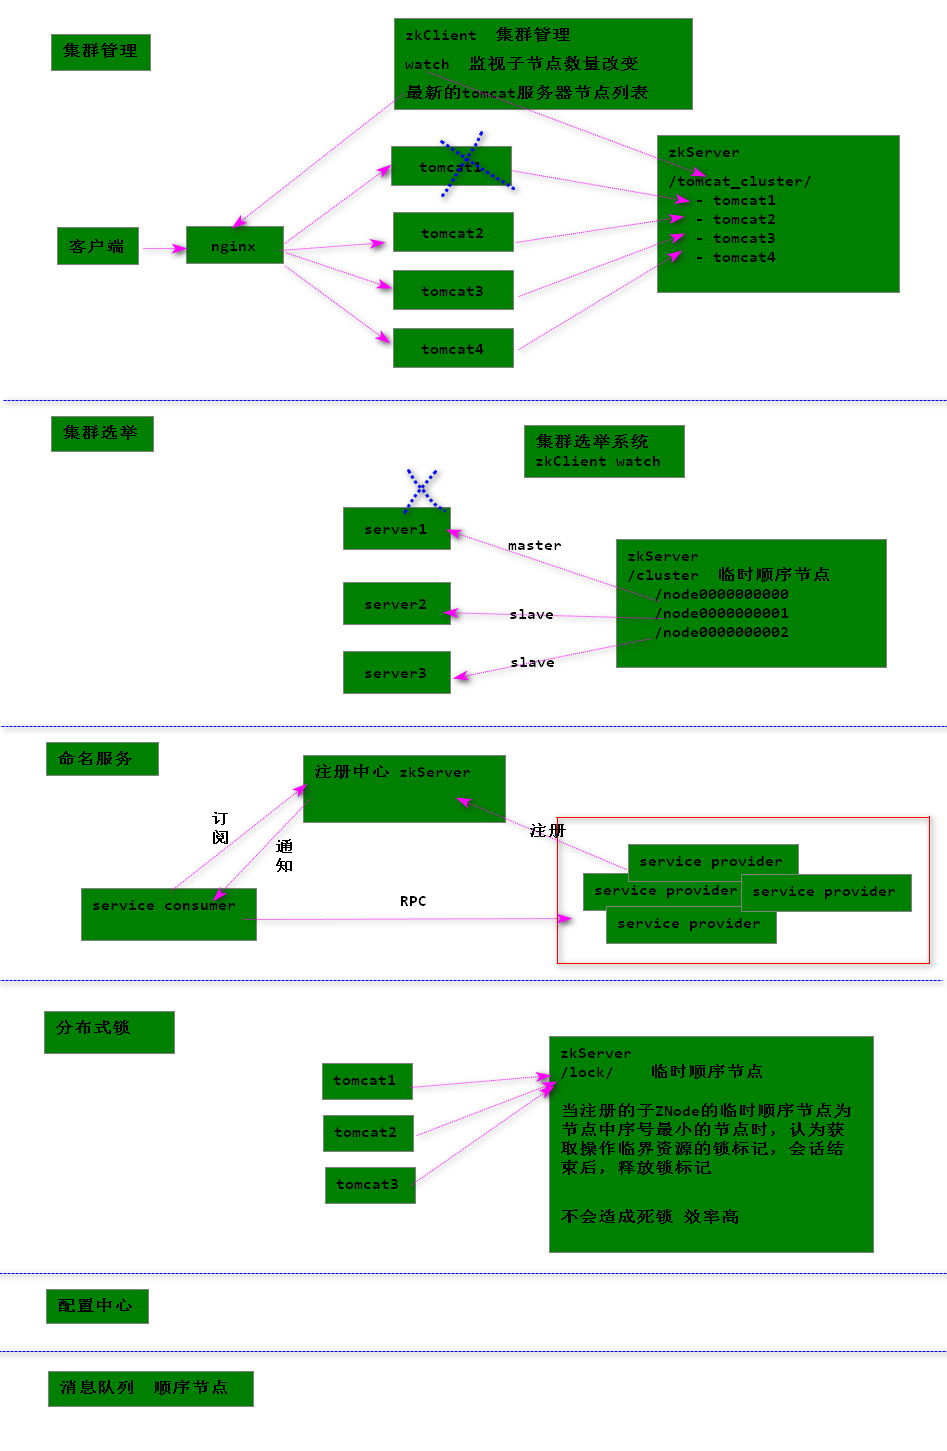 集群管理
zkClient 集群管理
watch 监视子节点数量改变
最新的tomcat服务器节点列表
tomcat1
zkServer
/tomcat_cluster/
- tomcat1
- tomcat2
- tomcat3
- tomcat4
客户端
nginx
tomcat2
tomcat3
tomcat4
集群选举
集群选举系统
zkClient watch
server1
master
zkServer
/cluster 临时顺序节点
/node0000000000
/node0000000001
/node0000000002
server2
slave
server3
slave
命名服务
注册中心 zkServer
订
阅
通
知
注册
service provider
service provider
service provider
service provider
service consumer
RPC
分布式锁
tomcat1
tomcat2
tomcat3
zkServer
/lock/ 临时顺序节点
当注册的子ZNode的临时顺序节点为
节点中序号最小的节点时，认为获
取操作临界资源的锁标记，会话结
束后，释放锁标记
不会造成死锁 效率高
配置中心
消息队列 顺序节点